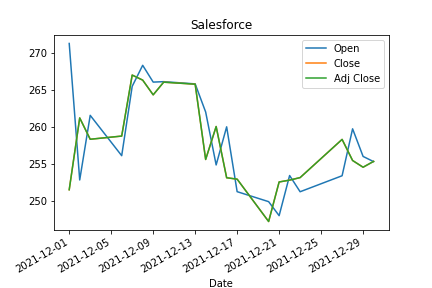 Salesforce
Open
Close
Adj Close
270
265
260
255
250
2021-12-01
2021-12-05
2021-12-09
2021-12-13
2021-12-17
2021-12-21
2021-12-25
2021-12-29
Date